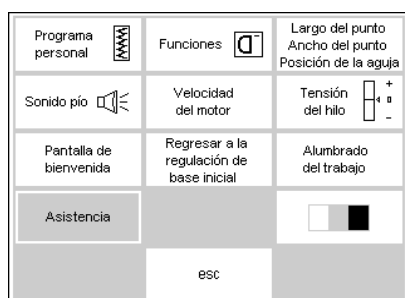 Programa
personal
Funciones
Largo del punto
Ancho del punto
Posición de la aguja
Sonido pío
Velocidad
del motor
Tensión
del hilo
+
-
Pantalla de
bienvenida
Regresar a la
regulación de
base inicial
Alumbrado
del trabajo
Asistencia
esc